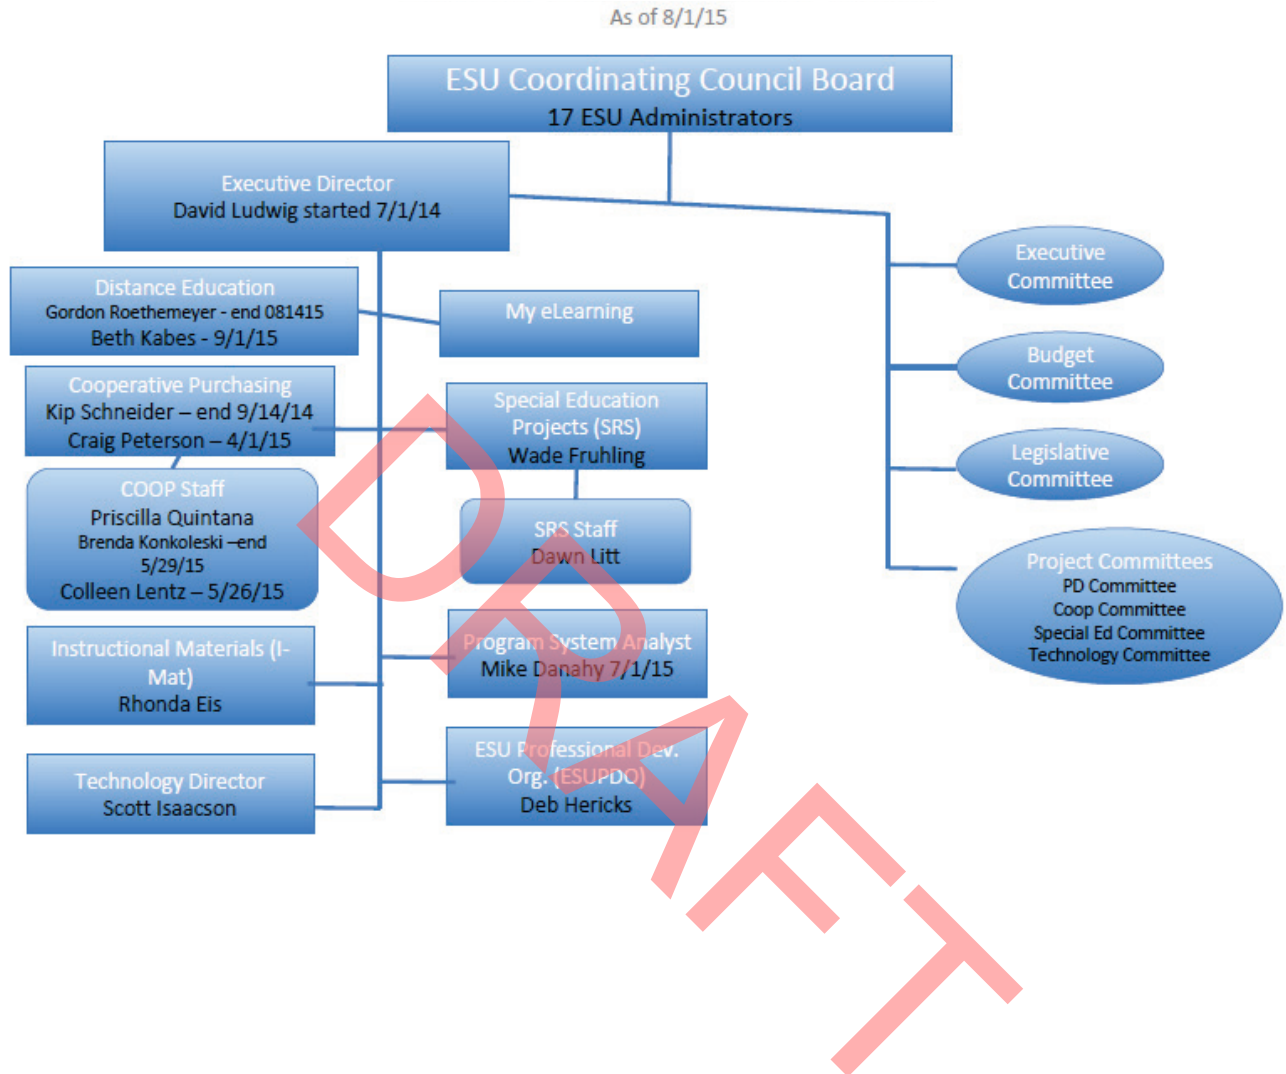 As of 8/1/15
ESU Coordinating Council Board
17 ESU Administrators
Executive Director
David Ludwig started 7/1/14
Distance Education
Gordon Roethemeyer - end 081415
Beth Kabes - 9/1/15
My eLearning
Cooperative Purchasing
Kip Schneider – end 9/14/14
Craig Peterson – 4/1/15
Special Education
Projects (SRS)
Wade Fruhling
COOP Staff
Priscilla Quintana
Brenda Konkoleski –end
5/29/15
Colleen Lentz – 5/26/15
SRS Staff
Dawn Litt
Instructional Materials (I-
Mat)
Rhonda Eis
Program System Analyst
Mike Danahy 7/1/15
Technology Director
Scott Isaacson
ESU Professional Dev.
Org. (ESUPDO)
Deb Hericks
Executive
Committee
Budget
Committee
Legislative
Committee
Project Committees
PD Committee
Coop Committee
Special Ed Committee
Technology Committee
DRAFT